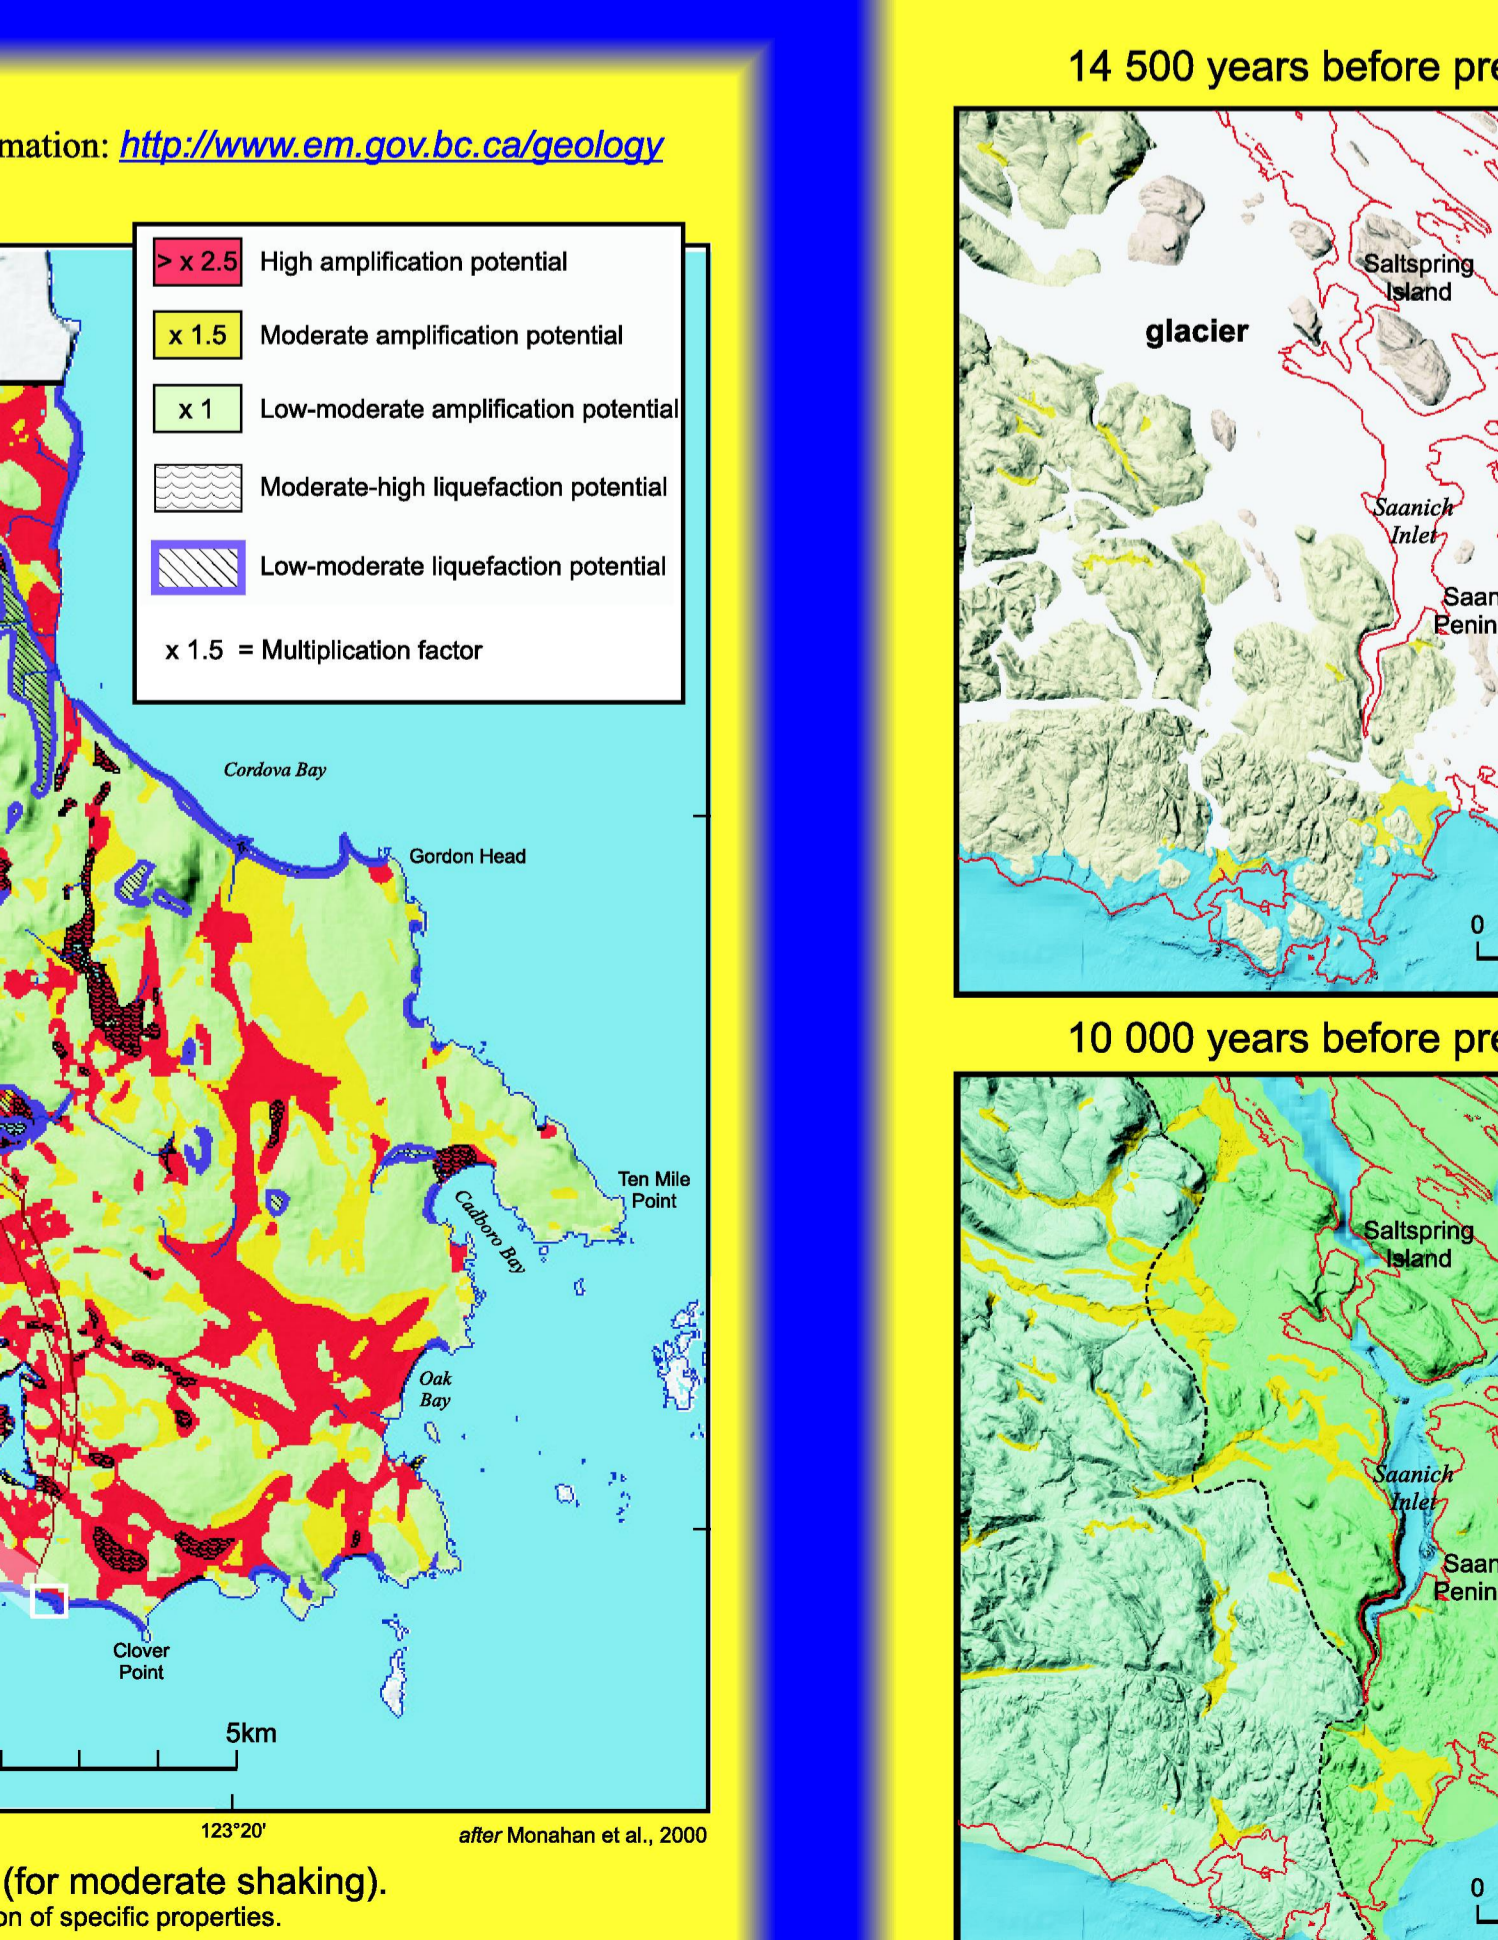 mation: http://www.em.gov.bc.ca/geology
> x 2.5 High amplification potential
x 1.5 Moderate amplification potential
x 1 Low-moderate amplification potential
Moderate-high liquefaction potential
Low-moderate liquefaction potential
x 1.5 = Multiplication factor
Cordova Bay
Gordon Head
Ten Mile
Point
Cadboro Bay
Oak
Bay
Clover
Point
5km
123°20'
after Monahan et al., 2000
(for moderate shaking).
on of specific properties.
14 500 years before pre
Saltspring
Island
glacier
Saanich
Inlet
Saan
Penin
0
10 000 years before pre
Saltspring
Island
Saanich
Inlet
Saan
Penin
0